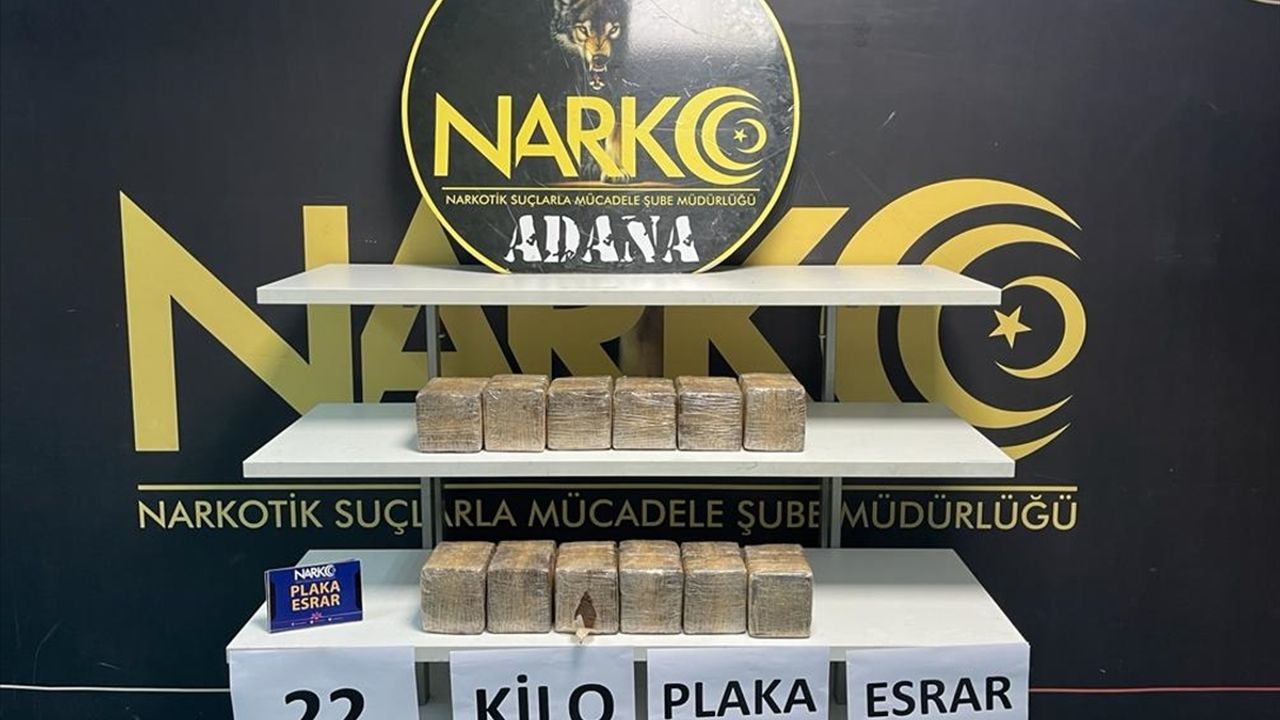 NARKO
NARKOTİK SUÇLARLA MÜCADELE ŞUBE MÜDÜRLÜĞÜ
ADANA
NARKO
NARKOTİK SUÇLARLA MÜCADELE ŞUBE MÜDÜRLÜĞÜ
NARKO
PLAKA
ESRAR
22 KİLO PLAKA ESRAR